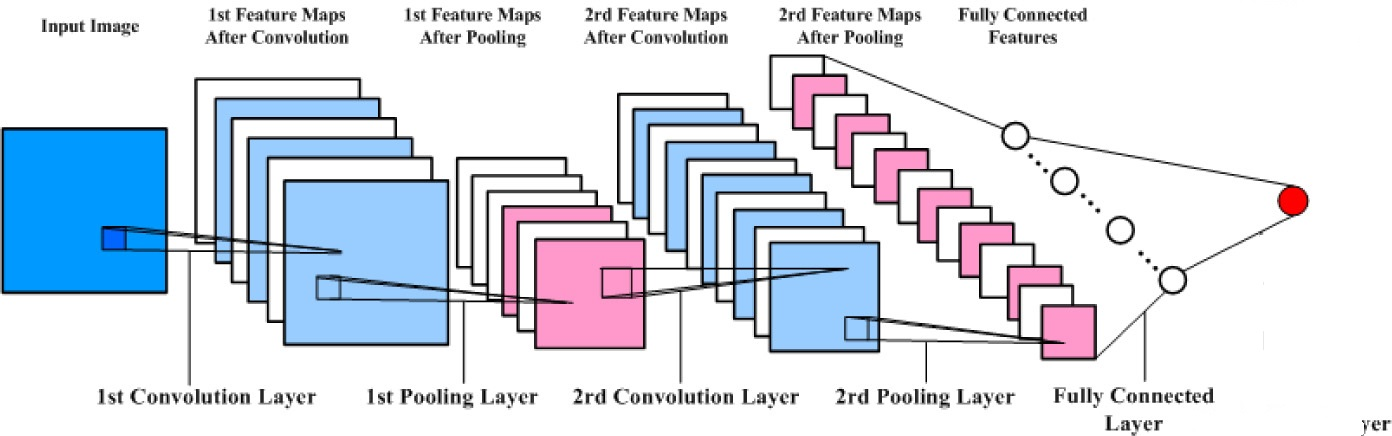 Input Image
1st Feature Maps
After Convolution
1st Feature Maps
After Pooling
2rd Feature Maps
After Convolution
2rd Feature Maps
After Pooling
Fully Connected
Features
1st Convolution Layer
1st Pooling Layer
2rd Convolution Layer
2rd Pooling Layer
Fully Connected
Layer
yer